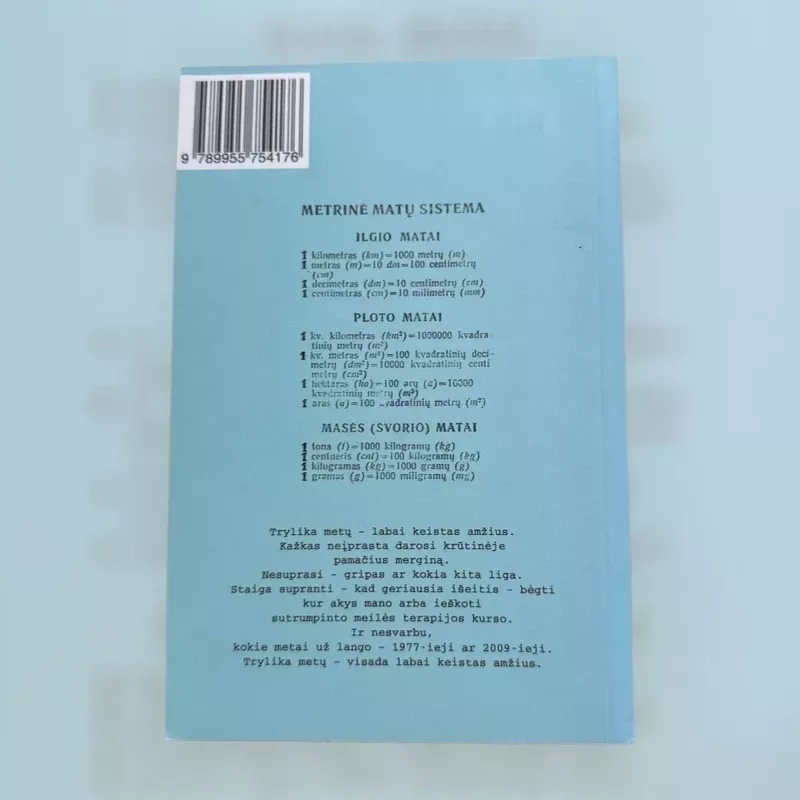 9 789955 754176
METRINĖ MATŲ SISTEMA
ILGIO MATAI
1 kilometras (km)=1000 metrų (m)
1 metras (m)=10 dm=100 centimetrų
(cm)
1 decimetras (dm)=10 centimetrų (cm)
1 centimetras (cm)=10 milimetrų (mm)
PLOTO MATAI
1 kv. kilometras (km²)=1000000 kvadra
tinių metrų (m²)
1 kv. metras (m²)=100 kvadratinių deci-
metrų (dm²)=10000 kvadratinių centi
metrų (cm²)
1 hektaras (ha)=100 arų (a)=10000
kvadratinių metrų (m²)
1 aras (a)=100 kvadratinių metrų (m²)
MASĖS (SVORIO) MATAI
1 tona (t)=1000 kilogramų (kg)
1 centneris (cnt)=100 kilogramų (kg)
1 kilogramas (kg)=1000 gramų (g)
1 gramas (g)=1000 miligramų (mg)
Trylika metų - labai keistas amžius.
Kažkas neįprasta darosi krūtinėje
pamačius merginą.
Nesuprasi - gripas ar kokia kita liga.
Staiga supranti - kad geriausia išeitis - bėgti
kur akys mano arba ieškoti
sutrumpinto meilės terapijos kurso.
Ir nesvarbu,
kokie metai už lango - 1977-ieji ar 2009-ieji.
Trylika metų - visada labai keistas amžius.